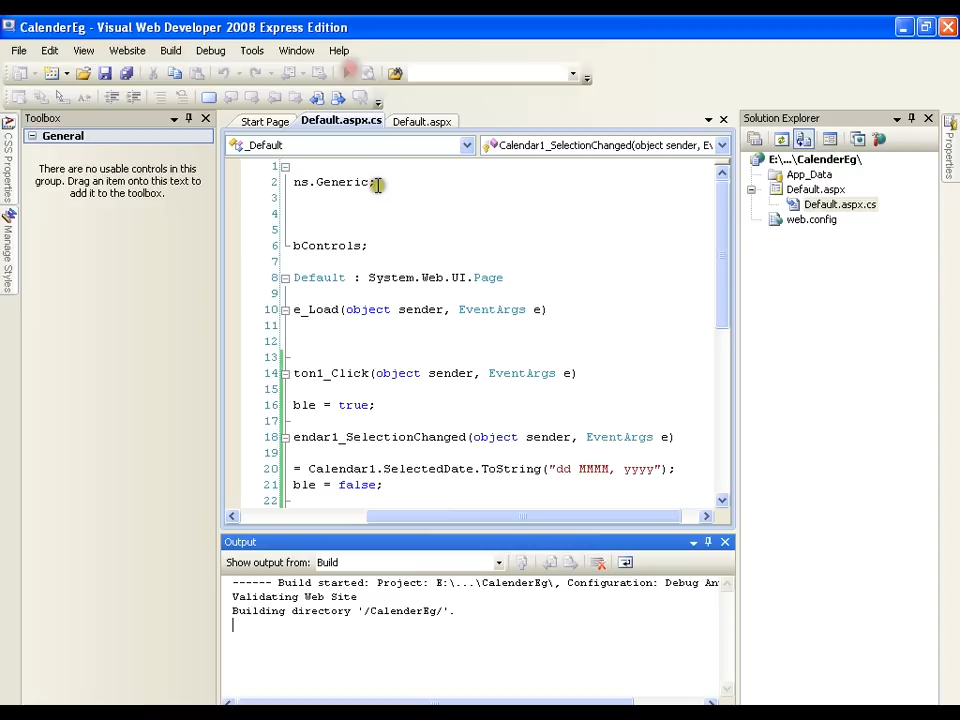 CalenderEg - Visual Web Developer 2008 Express Edition
File Edit View Website Build Debug Tools Window Help
Toolbox
General
There are no usable controls in this
group. Drag an item onto this text to
add it to the toolbox.
CSS Properties
Manage Styles
Start Page Default.aspx.cs Default.aspx
_Default Calendar1_SelectionChanged(object sender, Ev
1
2 ns.Generic;
3
4
5
6 bControls;
7
8 Default : System.Web.UI.Page
9
10 e_Load(object sender, EventArgs e)
11
12
13
14 ton1_Click(object sender, EventArgs e)
15
16 ble = true;
17
18 endar1_SelectionChanged(object sender, EventArgs e)
19
20 = Calendar1.SelectedDate.ToString("dd MMMM, yyyy");
21 ble = false;
22
Output
Show output from: Build
------ Build started: Project: E:\...\CalenderEg\, Configuration: Debug An
Validating Web Site
Building directory '/CalenderEg/'.
Solution Explorer
E:\...\CalenderEg\
App_Data
Default.aspx
Default.aspx.cs
web.config
Properties